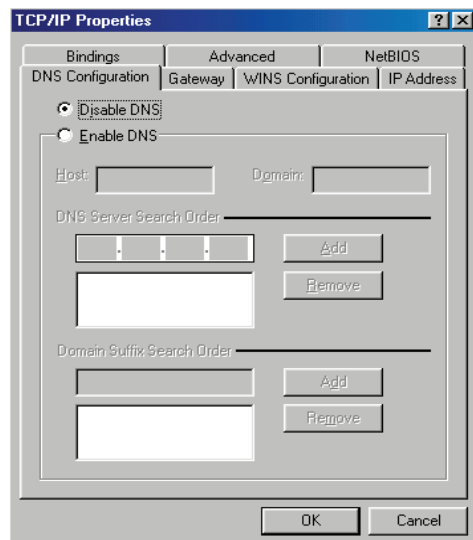 TCP/IP Properties
Bindings Advanced NetBIOS
DNS Configuration Gateway WINS Configuration IP Address
Disable DNS
Enable DNS
Host: Domain:
DNS Server Search Order
. . .
Add
Remove
Domain Suffix Search Order
Add
Remove
OK Cancel